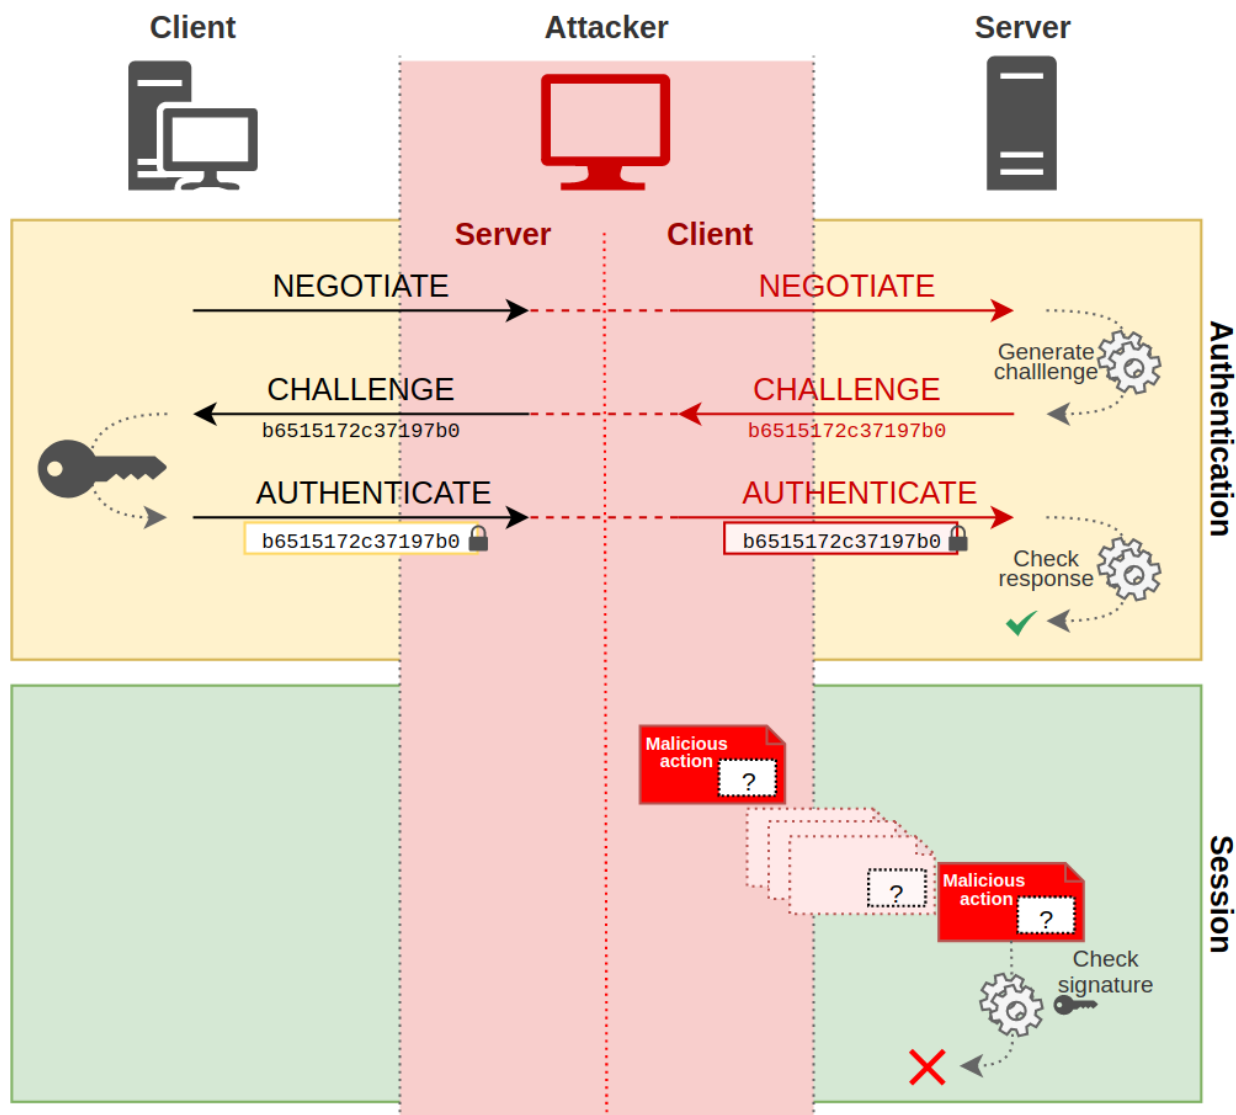 Client
Attacker
Server
Server
Client
NEGOTIATE
NEGOTIATE
Generate
challlenge
CHALLENGE
CHALLENGE
b6515172c37197b0
b6515172c37197b0
AUTHENTICATE
AUTHENTICATE
b6515172c37197b0
b6515172c37197b0
Check
response
Authentication
Malicious
action
?
?
Malicious
action
?
Check
signature
Session